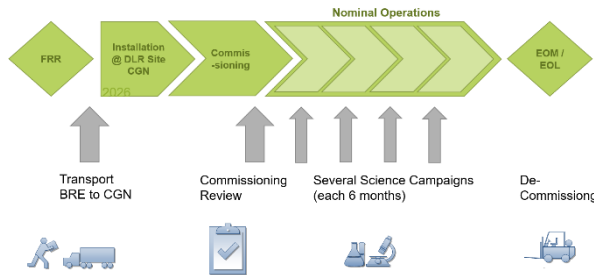 Nominal Operations
FRR
Installation
@ DLR Site
CGN
2026
Commis
-sioning
EOM /
EOL
Transport
BRE to CGN
Commissioning
Review
Several Science Campaigns
(each 6 months)
De-
Commissioning